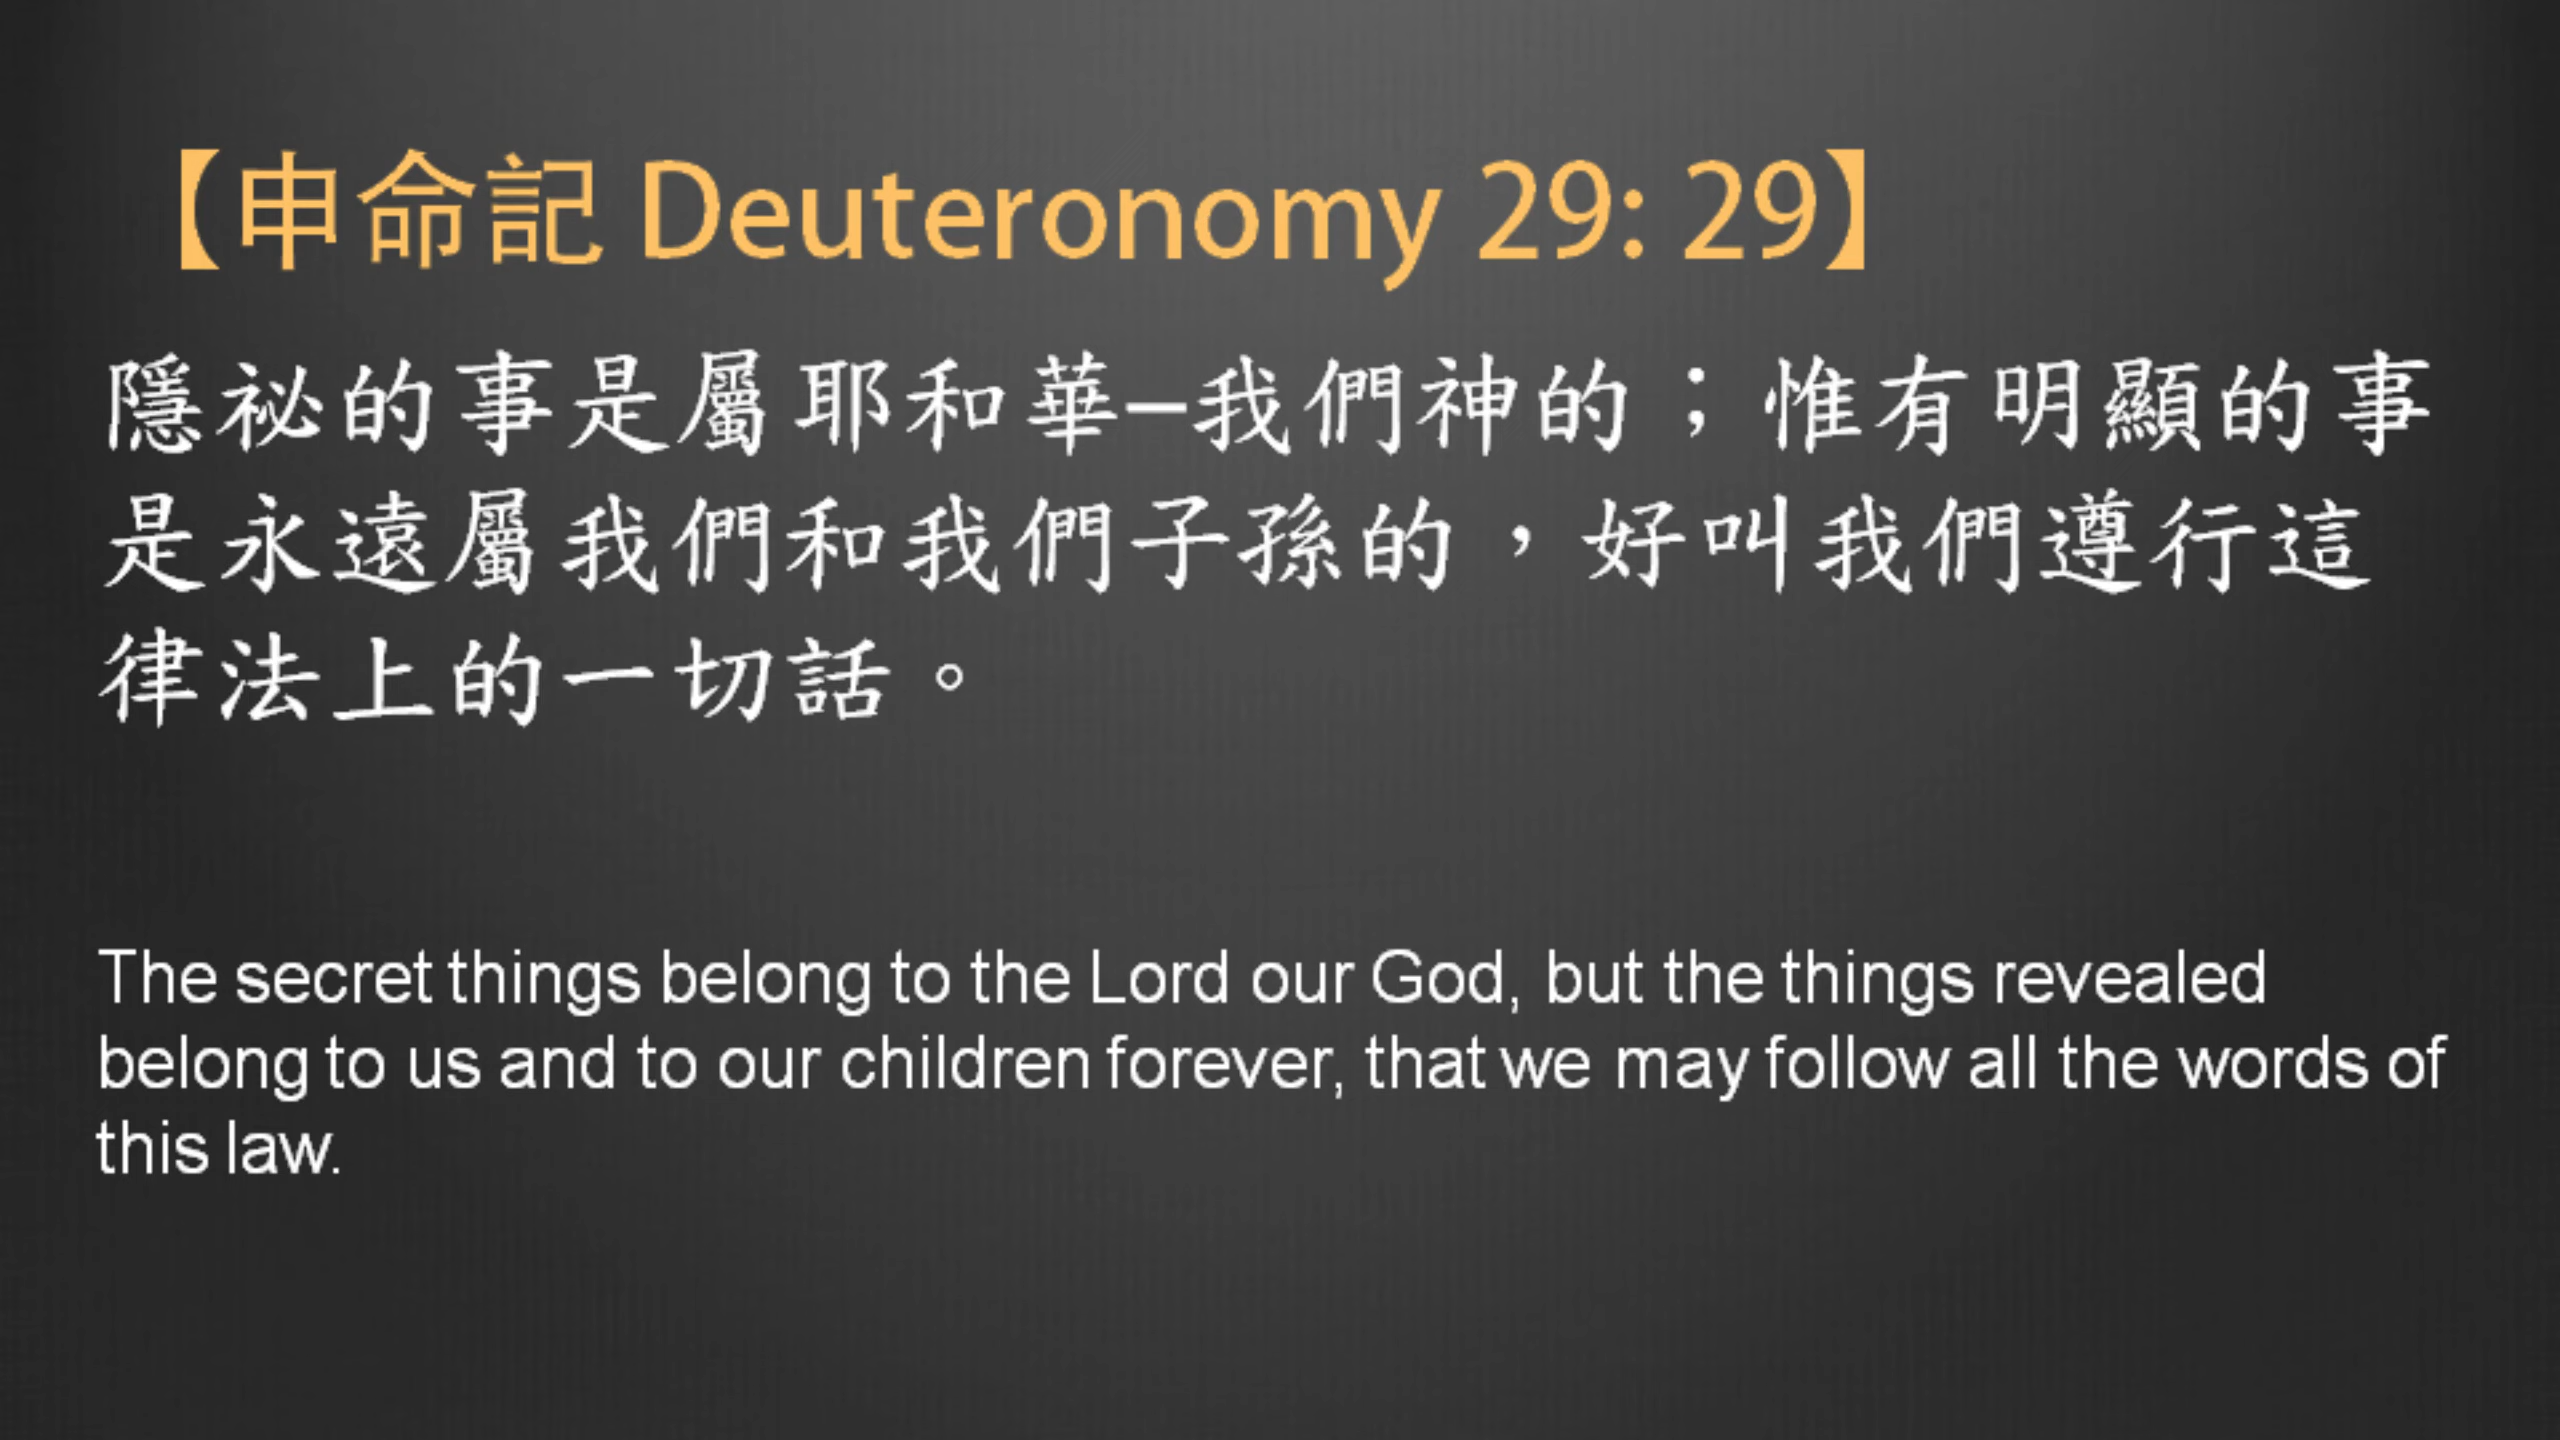 【申命記 Deuteronomy 29: 29】
隱祕的事是屬耶和華–我們神的；惟有明顯的事
是永遠屬我們和我們子孫的，好叫我們遵行這
律法上的一切話。
The secret things belong to the Lord our God, but the things revealed
belong to us and to our children forever, that we may follow all the words of
this law.